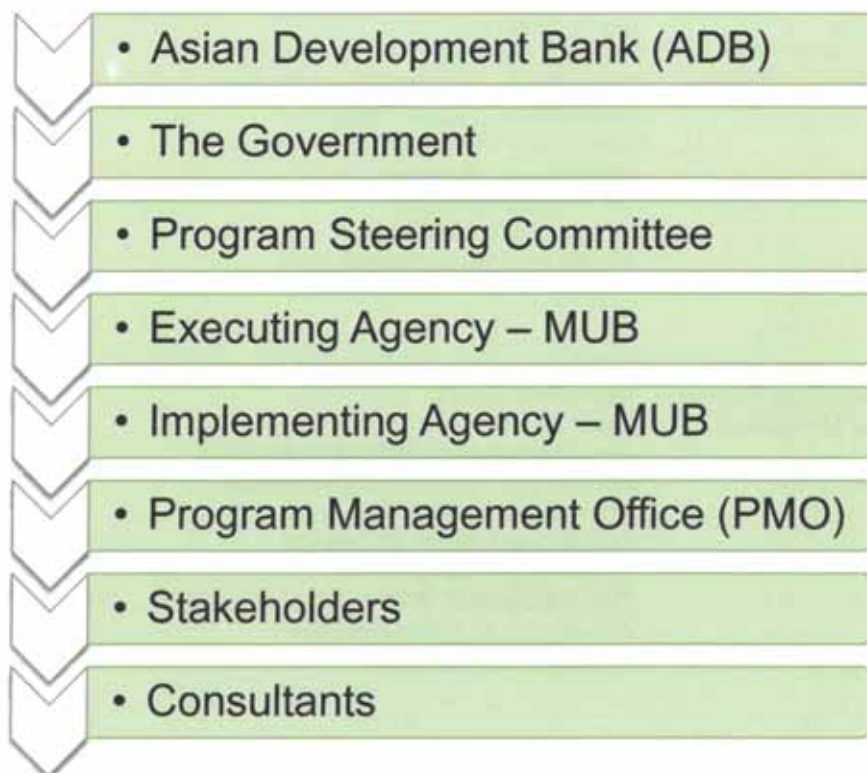 • Asian Development Bank (ADB)
• The Government
• Program Steering Committee
• Executing Agency – MUB
• Implementing Agency – MUB
• Program Management Office (PMO)
• Stakeholders
• Consultants